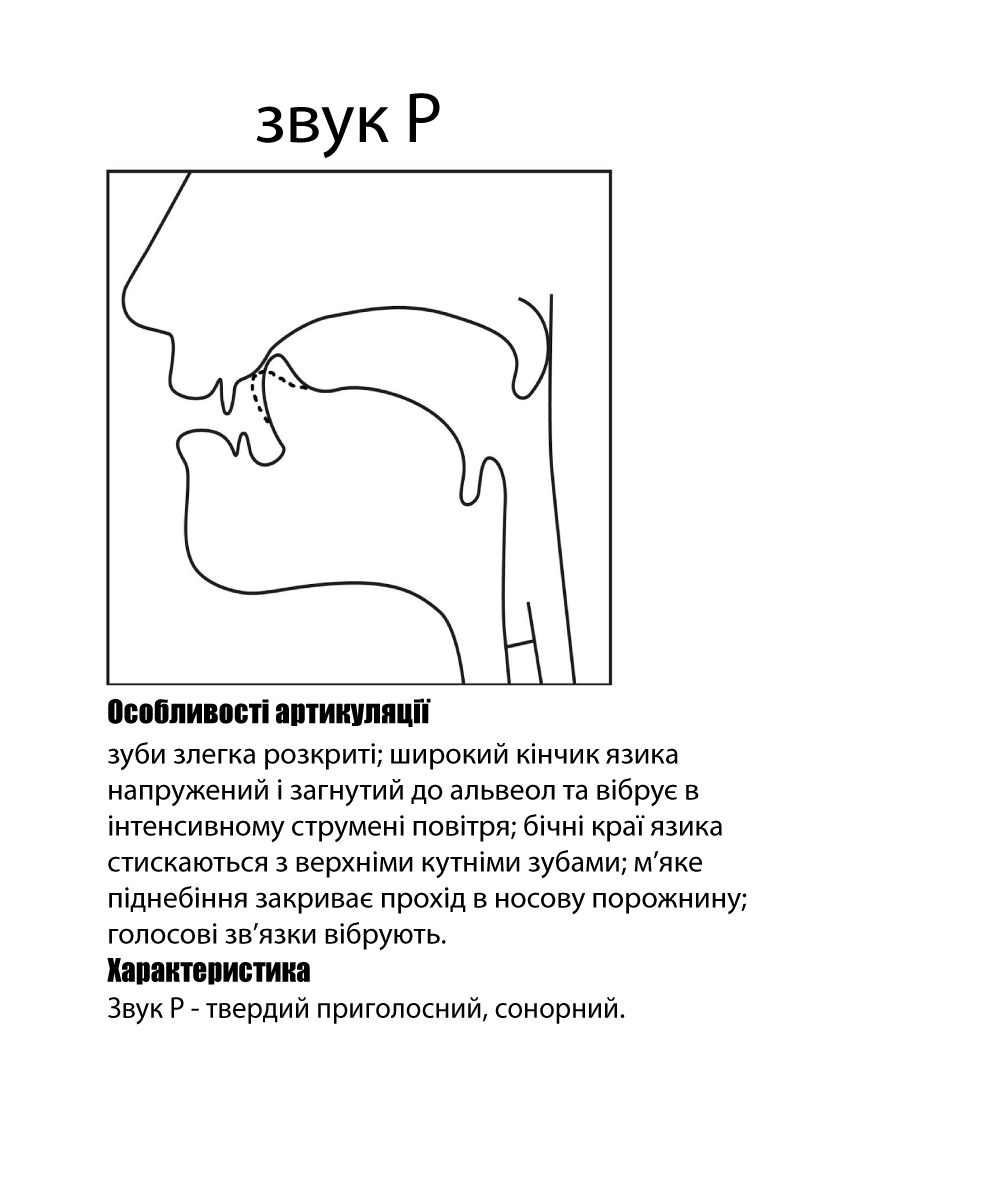 звук Р
Особливості артикуляції
зуби злегка розкриті; широкий кінчик язика
напружений і загнутий до альвеол та вібрує в
інтенсивному струмені повітря; бічні краї язика
стискаються з верхніми кутніми зубами; м’яке
піднебіння закриває прохід в носову порожнину;
голосові зв’язки вібрують.
Характеристика
Звук Р - твердий приголосний, сонорний.